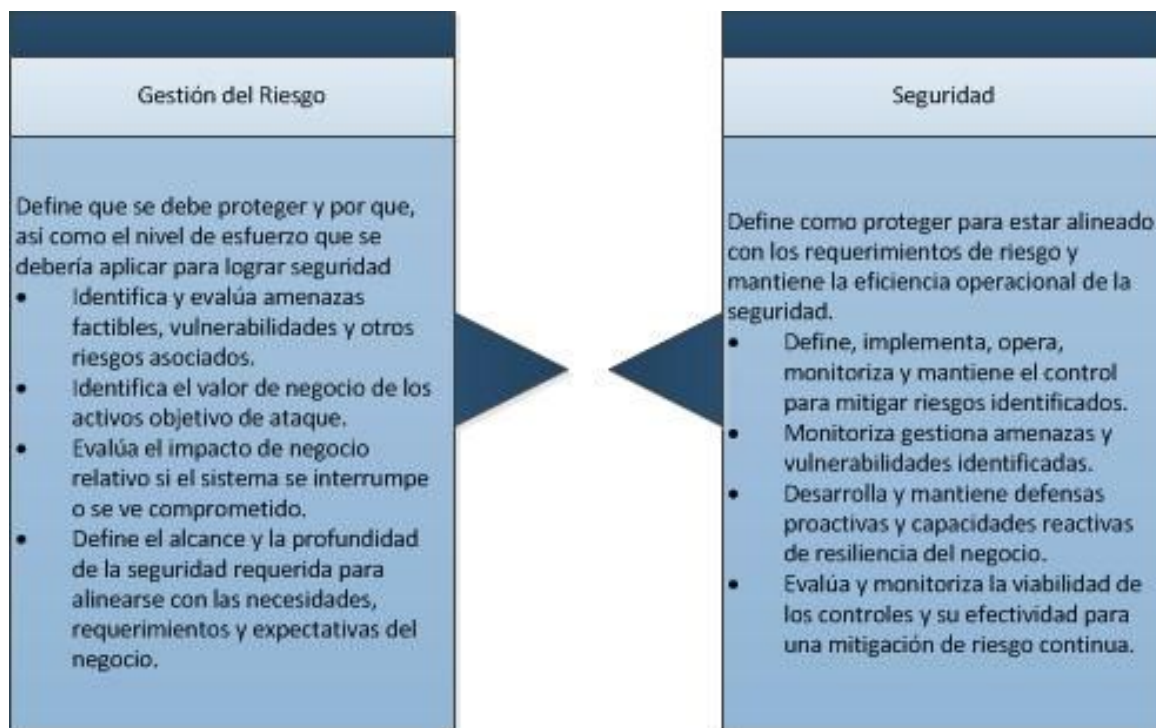 Gestión del Riesgo
Define que se debe proteger y por que,
asi como el nivel de esfuerzo que se
debería aplicar para lograr seguridad
• Identifica y evalúa amenazas
factibles, vulnerabilidades y otros
riesgos asociados.
• Identifica el valor de negocio de los
activos objetivo de ataque.
• Evalúa el impacto de negocio
relativo si el sistema se interrumpe
o se ve comprometido.
• Define el alcance y la profundidad
de la seguridad requerida para
alinearse con las necesidades,
requerimientos y expectativas del
negocio.
Seguridad
Define como proteger para estar alineado
con los requerimientos de riesgo y
mantiene la eficiencia operacional de la
seguridad.
• Define, implementa, opera,
monitoriza y mantiene el control
para mitigar riesgos identificados.
• Monitoriza gestiona amenazas y
vulnerabilidades identificadas.
• Desarrolla y mantiene defensas
proactivas y capacidades reactivas
de resiliencia del negocio.
• Evalúa y monitoriza la viabilidad de
los controles y su efectividad para
una mitigación de riesgo continua.